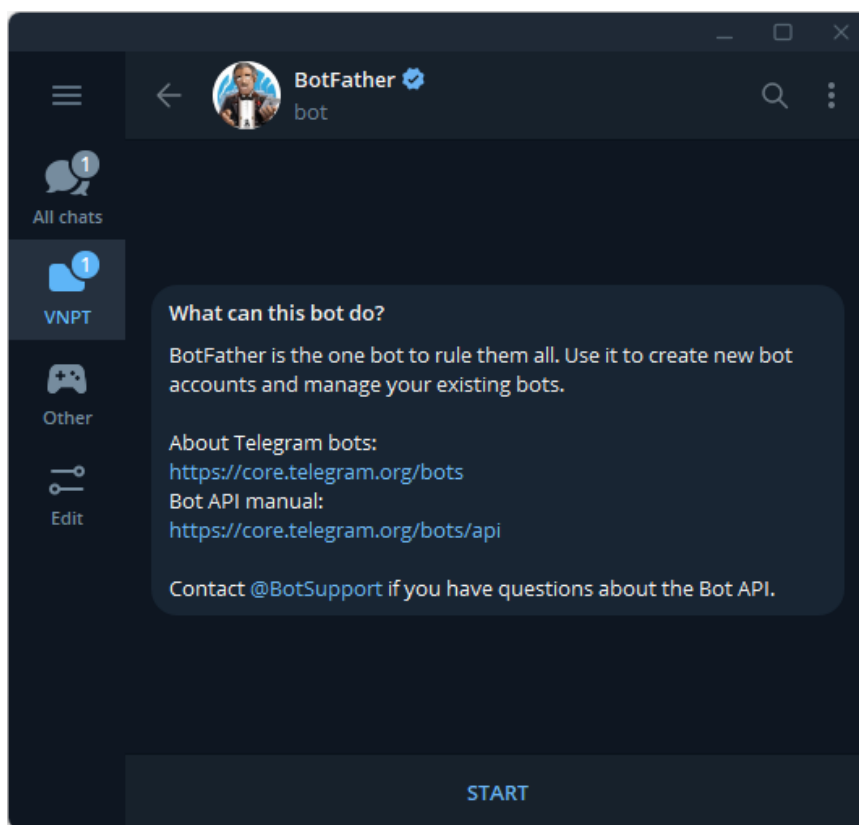 BotFather
bot
1
All chats
1
VNPT
Other
Edit
What can this bot do?
BotFather is the one bot to rule them all. Use it to create new bot
accounts and manage your existing bots.
About Telegram bots:
https://core.telegram.org/bots
Bot API manual:
https://core.telegram.org/bots/api
Contact @BotSupport if you have questions about the Bot API.
START